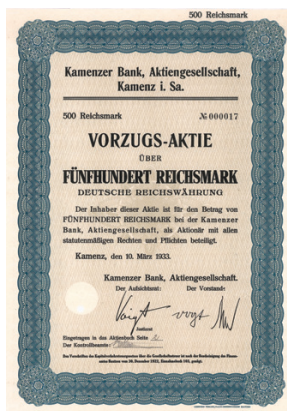 500 Reichsmark
Kamenzer Bank, Aktiengesellschaft,
Kamenz i. Sa.
500 Reichsmark № 000017
VORZUGS-AKTIE
ÜBER
FÜNFHUNDERT REICHSMARK
DEUTSCHE REICHSWÄHRUNG
Der Inhaber dieser Aktie ist für den Betrag von
FÜNFHUNDERT REICHSMARK bei der Kamenzer
Bank, Aktiengesellschaft, als Aktionär mit allen
statutenmäßigen Rechten und Pflichten beteiligt.
Kamenz, den 10. März 1933.
Kamenzer Bank, Aktiengesellschaft.
Der Aufsichtsrat: Der Vorstand:
Voigt Vogt
Eingetragen in das Aktienbuch Seite
Der Kontrollbeamte: